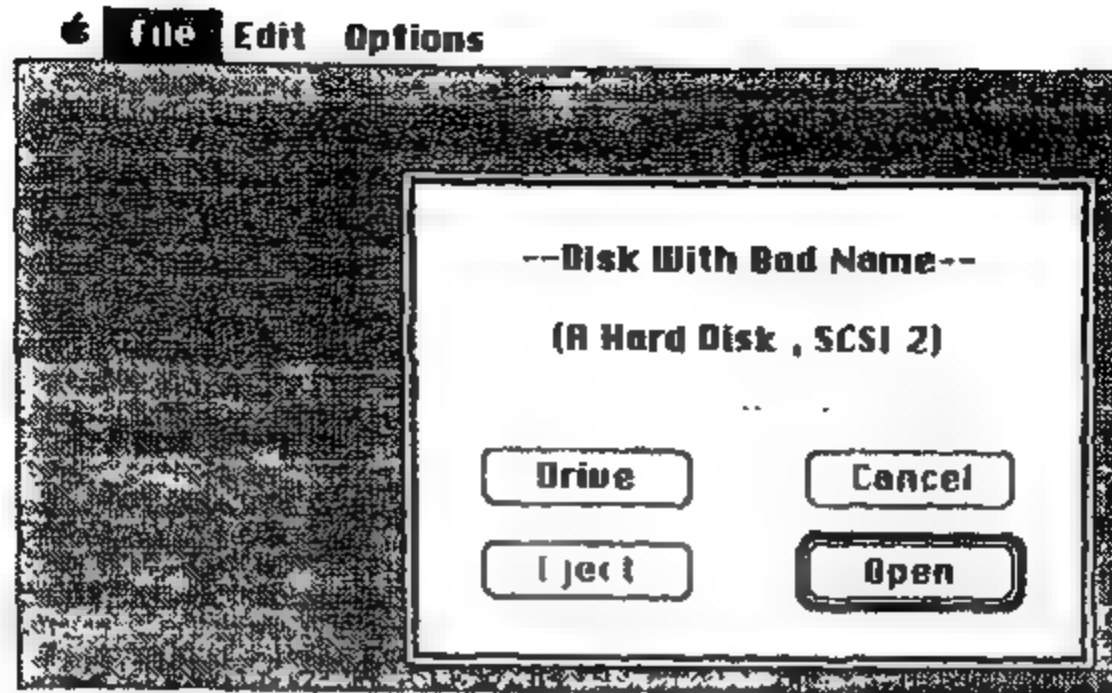 File Edit Options
--Disk With Bad Name--
(A Hard Disk , SCSI 2)
Drive Cancel
Eject Open